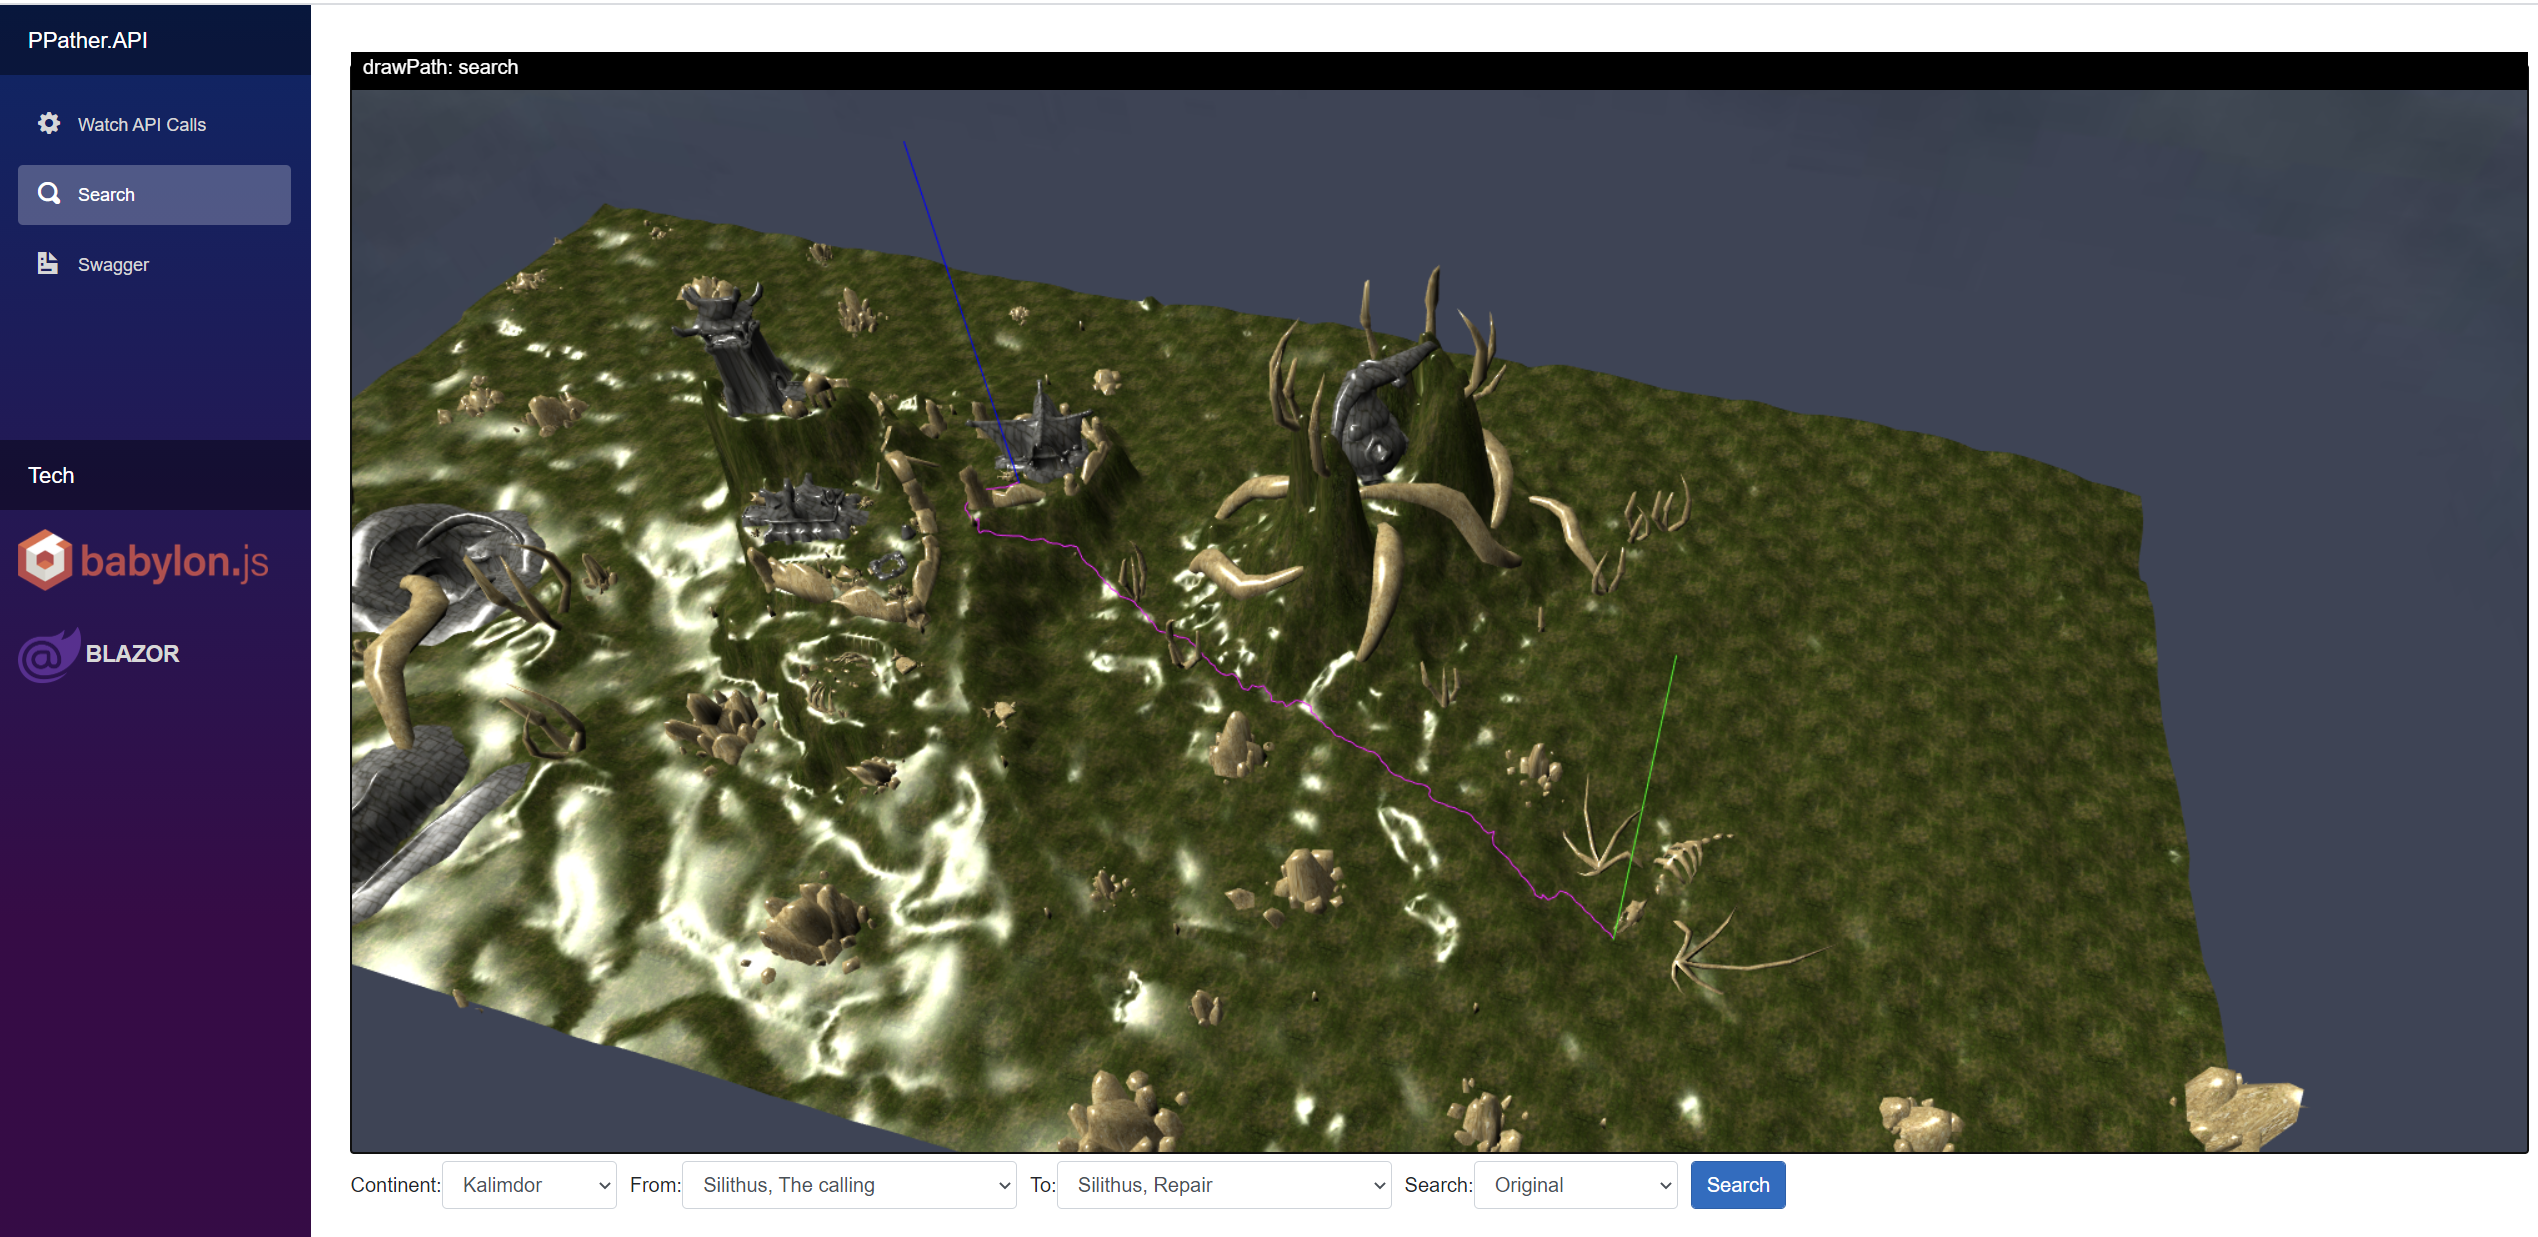 PPather.API
Watch API Calls
Search
Swagger
Tech
babylon.js
BLAZOR
drawPath: search
Continent: Kalimdor From: Silithus, The calling To: Silithus, Repair Search: Original Search